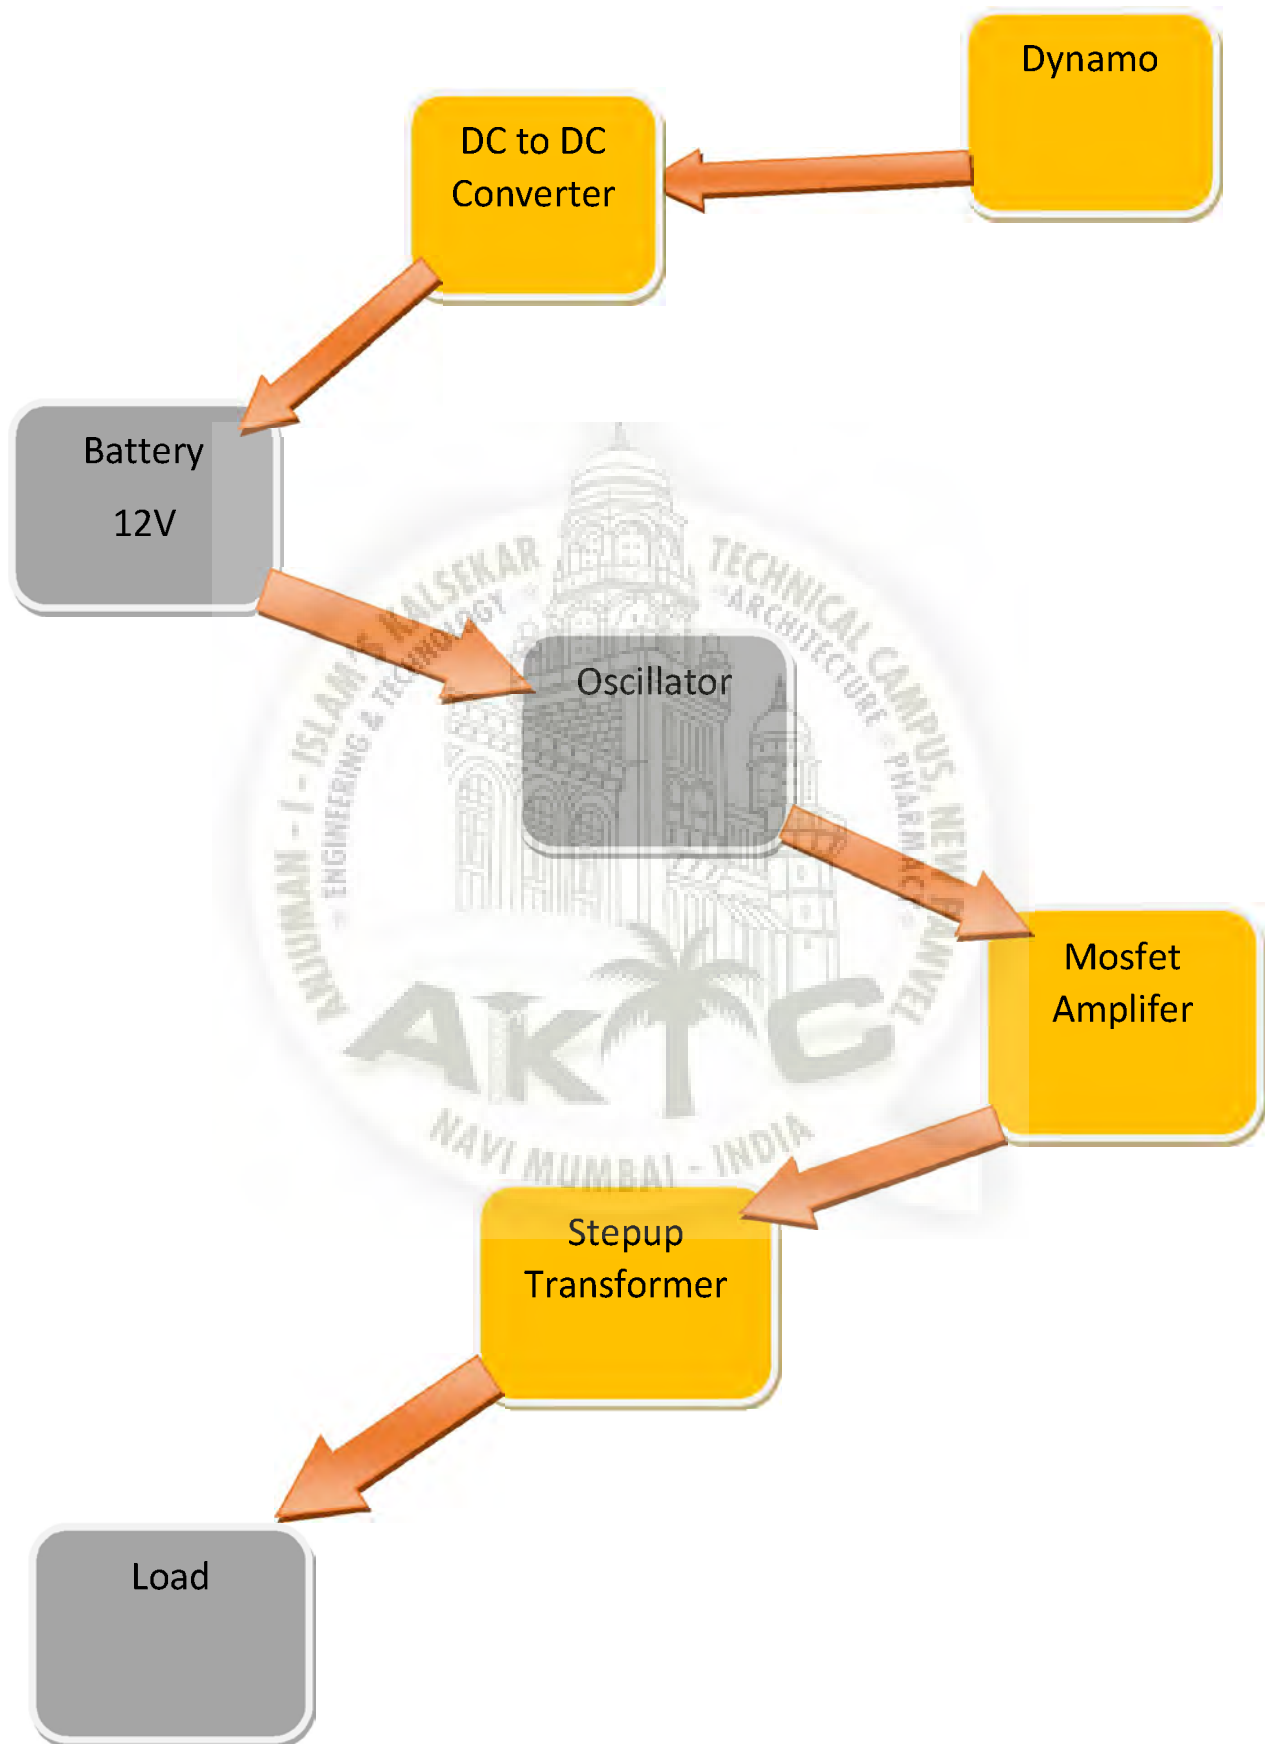 Dynamo
DC to DC
Converter
Battery
12V
ANJUMAN - I - ISLAM'S KALSEKAR TECHNICAL CAMPUS, NEW PANVEL
ENGINEERING & TECHNOLOGY ARCHITECTURE PHARMACY
Oscillator
Mosfet
Amplifer
AKTC
NAVI MUMBAI - INDIA
Stepup
Transformer
Load